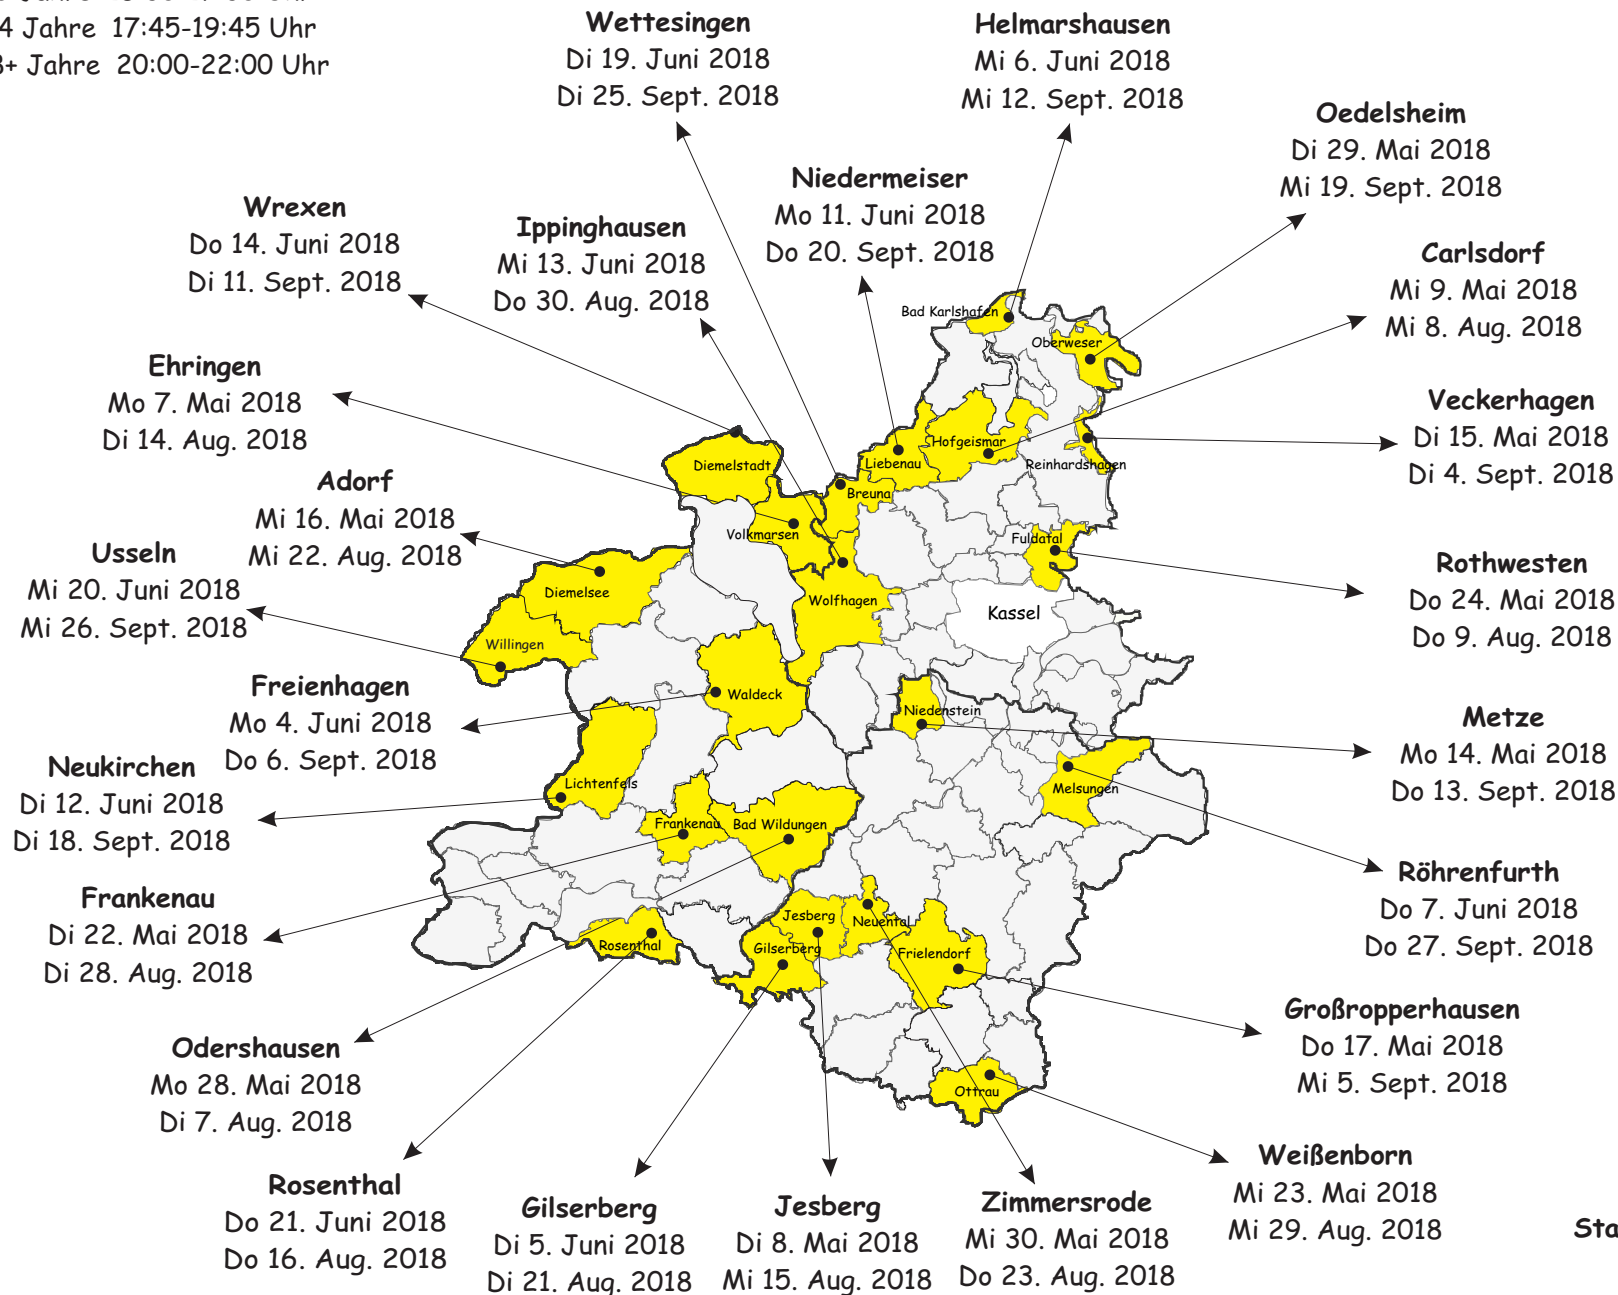 4 Jahre 17:45-19:45 Uhr
+ Jahre 20:00-22:00 Uhr
Wettesingen
Di 19. Juni 2018
Di 25. Sept. 2018
Helmarshausen
Mi 6. Juni 2018
Mi 12. Sept. 2018
Oedelsheim
Di 29. Mai 2018
Mi 19. Sept. 2018
Niedermeiser
Mo 11. Juni 2018
Do 20. Sept. 2018
Wrexen
Do 14. Juni 2018
Di 11. Sept. 2018
Ippinghausen
Mi 13. Juni 2018
Do 30. Aug. 2018
Carlsdorf
Mi 9. Mai 2018
Mi 8. Aug. 2018
Ehringen
Mo 7. Mai 2018
Di 14. Aug. 2018
Veckerhagen
Di 15. Mai 2018
Di 4. Sept. 2018
Adorf
Mi 16. Mai 2018
Mi 22. Aug. 2018
Usseln
Mi 20. Juni 2018
Mi 26. Sept. 2018
Rothwesten
Do 24. Mai 2018
Do 9. Aug. 2018
Freienhagen
Mo 4. Juni 2018
Do 6. Sept. 2018
Metze
Mo 14. Mai 2018
Do 13. Sept. 2018
Neukirchen
Di 12. Juni 2018
Di 18. Sept. 2018
Röhrenfurth
Do 7. Juni 2018
Do 27. Sept. 2018
Frankenau
Di 22. Mai 2018
Di 28. Aug. 2018
Großropperhausen
Do 17. Mai 2018
Mi 5. Sept. 2018
Odershausen
Mo 28. Mai 2018
Di 7. Aug. 2018
Weißenborn
Mi 23. Mai 2018
Mi 29. Aug. 2018
Rosenthal
Do 21. Juni 2018
Do 16. Aug. 2018
Gilserberg
Di 5. Juni 2018
Di 21. Aug. 2018
Jesberg
Di 8. Mai 2018
Mi 15. Aug. 2018
Zimmersrode
Mi 30. Mai 2018
Do 23. Aug. 2018
Sta
Bad Karlshafen
Oberweser
Hofgeismar
Liebenau
Reinhardshagen
Diemelstadt
Breuna
Volkmarsen
Fuldatal
Diemelsee
Wolfhagen
Kassel
Willingen
Waldeck
Niedenstein
Lichtenfels
Melsungen
Frankenau
Bad Wildungen
Jesberg
Neuental
Rosenthal
Gilserberg
Frielendorf
Ottrau